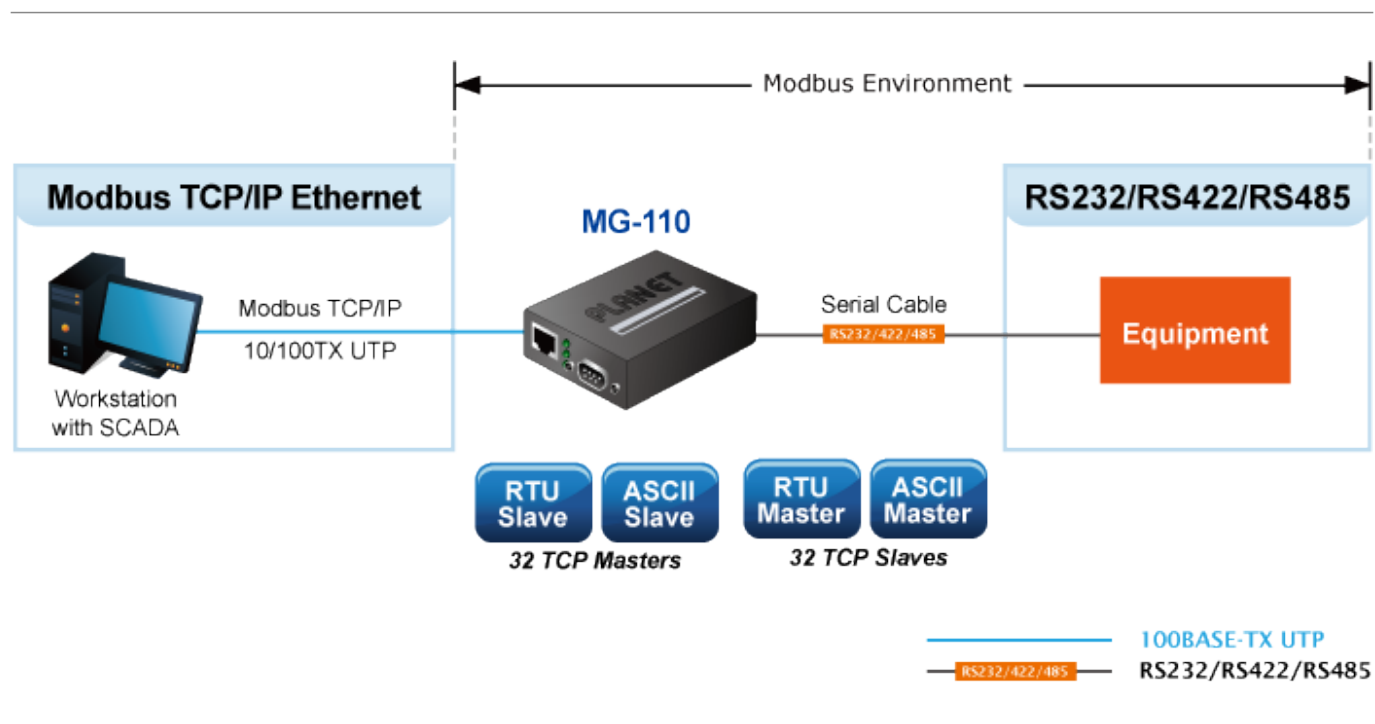 Modbus Environment
Modbus TCP/IP Ethernet
RS232/RS422/RS485
MG-110
PLANET
Modbus TCP/IP
10/100TX UTP
Serial Cable
RS232/422/485
Equipment
Workstation
with SCADA
RTU
Slave
ASCII
Slave
32 TCP Masters
RTU
Master
ASCII
Master
32 TCP Slaves
100BASE-TX UTP
RS232/422/485
RS232/RS422/RS485